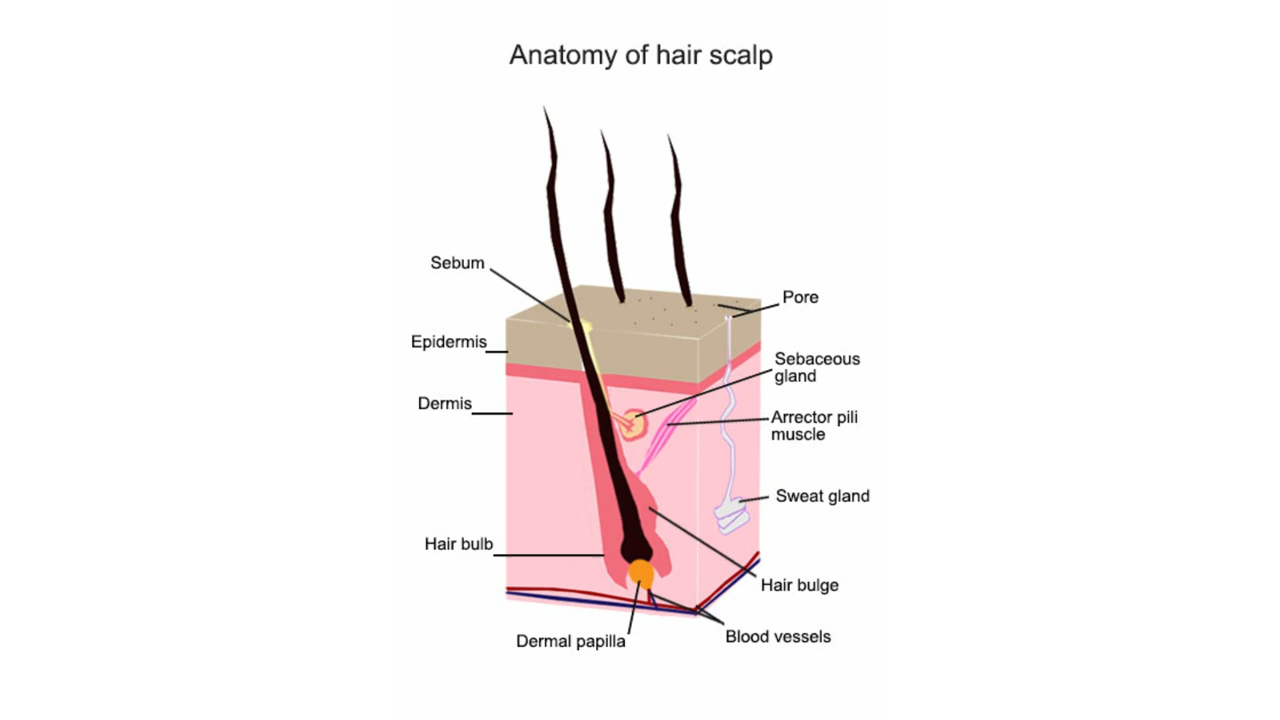 Anatomy of hair scalp
Sebum
Pore
Epidermis
Sebaceous
gland
Dermis
Arrector pili
muscle
Sweat gland
Hair bulb
Hair bulge
Dermal papilla
Blood vessels